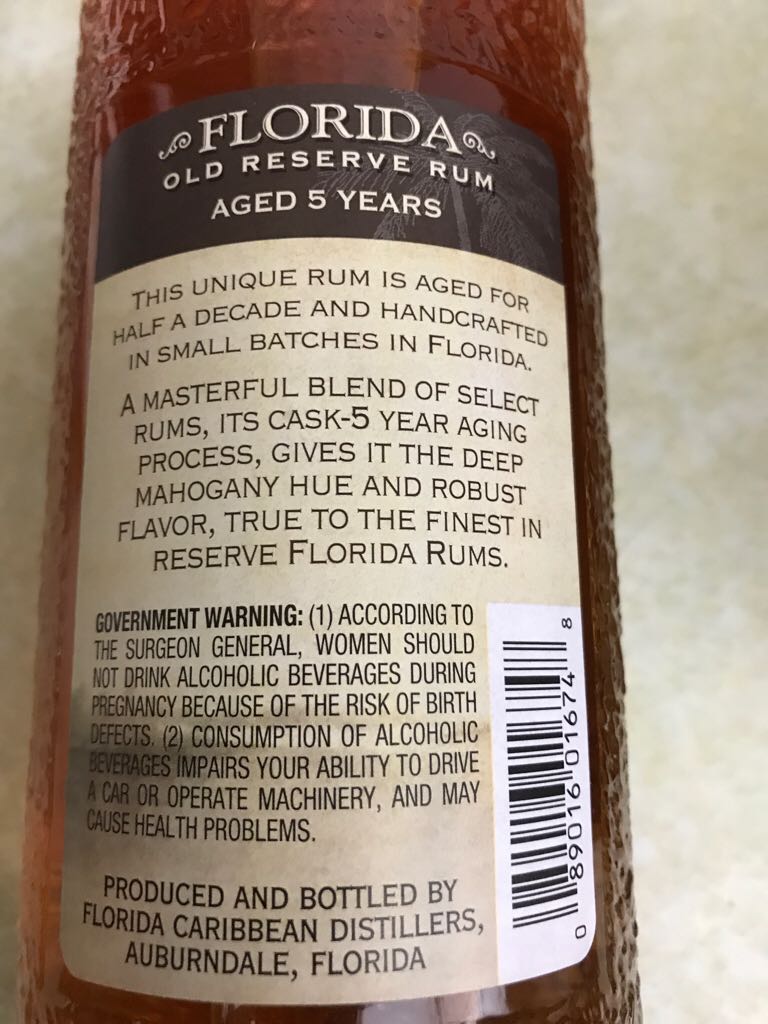 FLORIDA
OLD RESERVE RUM
AGED 5 YEARS
THIS UNIQUE RUM IS AGED FOR
HALF A DECADE AND HANDCRAFTED
IN SMALL BATCHES IN FLORIDA.
A MASTERFUL BLEND OF SELECT
RUMS, ITS CASK-5 YEAR AGING
PROCESS, GIVES IT THE DEEP
MAHOGANY HUE AND ROBUST
FLAVOR, TRUE TO THE FINEST IN
RESERVE FLORIDA RUMS.
GOVERNMENT WARNING: (1) ACCORDING TO
THE SURGEON GENERAL, WOMEN SHOULD
NOT DRINK ALCOHOLIC BEVERAGES DURING
PREGNANCY BECAUSE OF THE RISK OF BIRTH
DEFECTS. (2) CONSUMPTION OF ALCOHOLIC
BEVERAGES IMPAIRS YOUR ABILITY TO DRIVE
A CAR OR OPERATE MACHINERY, AND MAY
CAUSE HEALTH PROBLEMS.
0 89016 01674 8
PRODUCED AND BOTTLED BY
FLORIDA CARIBBEAN DISTILLERS,
AUBURNDALE, FLORIDA